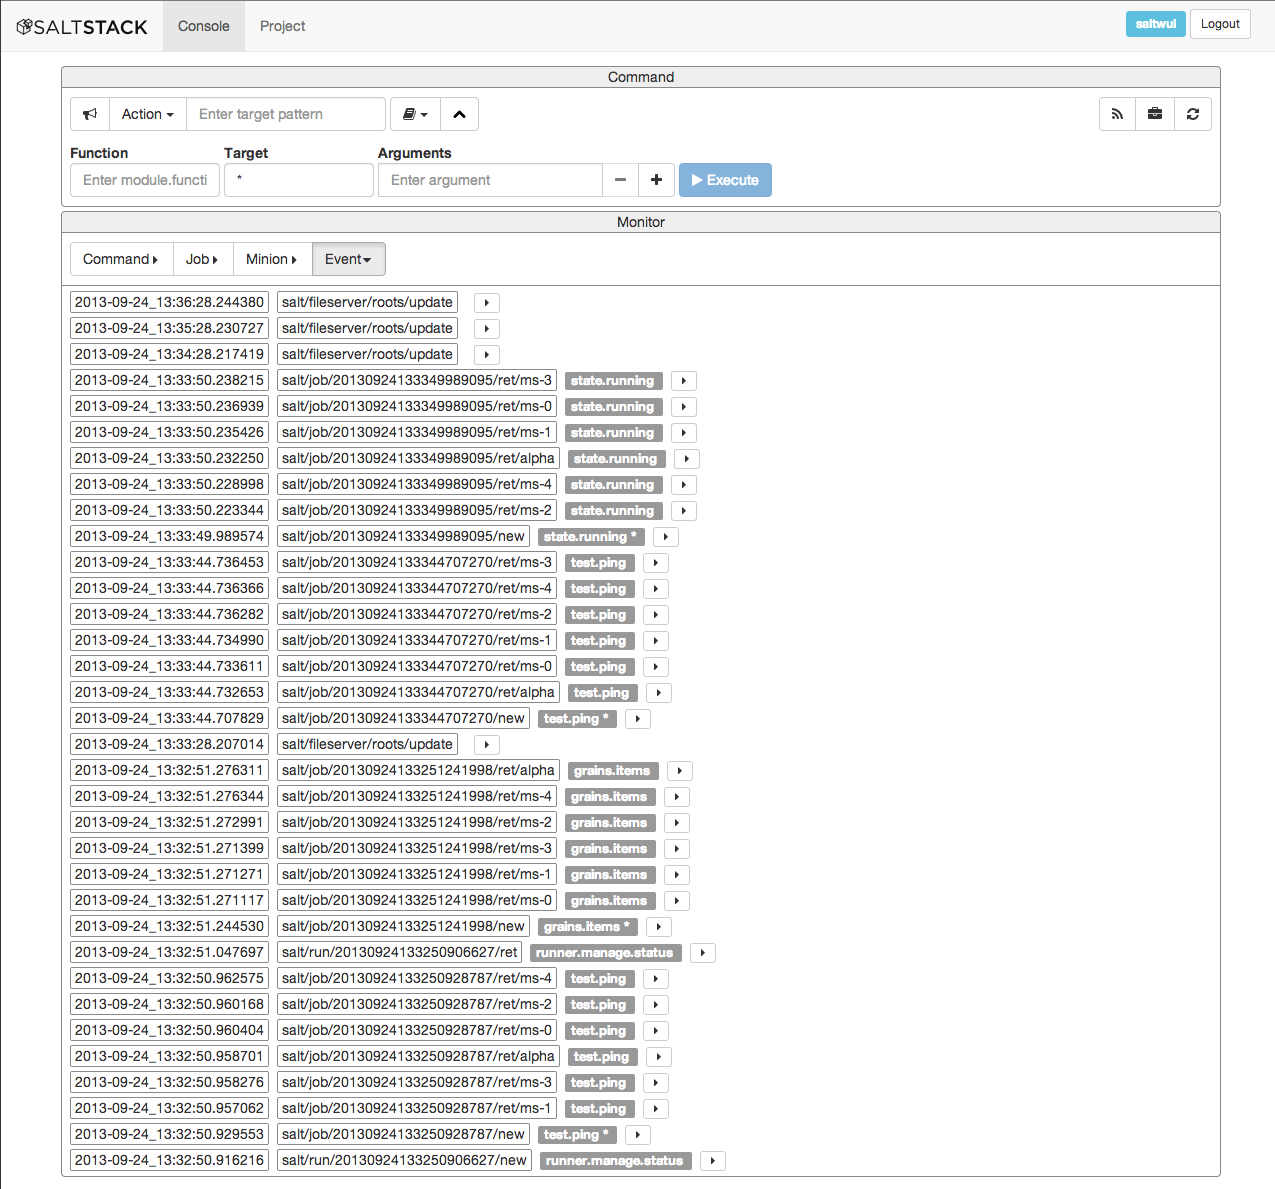 SALTSTACK Console Project saltwui Logout
Command
Action Enter target pattern
Function Target Arguments
Enter module.functi * Enter argument Execute
Monitor
Command Job Minion Event
2013-09-24_13:36:28.244380 salt/fileserver/roots/update
2013-09-24_13:35:28.230727 salt/fileserver/roots/update
2013-09-24_13:34:28.217419 salt/fileserver/roots/update
2013-09-24_13:33:50.238215 salt/job/20130924133349989095/ret/ms-3 state.running
2013-09-24_13:33:50.236939 salt/job/20130924133349989095/ret/ms-0 state.running
2013-09-24_13:33:50.235426 salt/job/20130924133349989095/ret/ms-1 state.running
2013-09-24_13:33:50.232250 salt/job/20130924133349989095/ret/alpha state.running
2013-09-24_13:33:50.228998 salt/job/20130924133349989095/ret/ms-4 state.running
2013-09-24_13:33:50.223344 salt/job/20130924133349989095/ret/ms-2 state.running
2013-09-24_13:33:49.989574 salt/job/20130924133349989095/new state.running *
2013-09-24_13:33:44.736453 salt/job/20130924133344707270/ret/ms-3 test.ping
2013-09-24_13:33:44.736366 salt/job/20130924133344707270/ret/ms-4 test.ping
2013-09-24_13:33:44.736282 salt/job/20130924133344707270/ret/ms-2 test.ping
2013-09-24_13:33:44.734990 salt/job/20130924133344707270/ret/ms-1 test.ping
2013-09-24_13:33:44.733611 salt/job/20130924133344707270/ret/ms-0 test.ping
2013-09-24_13:33:44.732653 salt/job/20130924133344707270/ret/alpha test.ping
2013-09-24_13:33:44.707829 salt/job/20130924133344707270/new test.ping *
2013-09-24_13:33:28.207014 salt/fileserver/roots/update
2013-09-24_13:32:51.276311 salt/job/20130924133251241998/ret/alpha grains.items
2013-09-24_13:32:51.276344 salt/job/20130924133251241998/ret/ms-4 grains.items
2013-09-24_13:32:51.272991 salt/job/20130924133251241998/ret/ms-2 grains.items
2013-09-24_13:32:51.271399 salt/job/20130924133251241998/ret/ms-3 grains.items
2013-09-24_13:32:51.271271 salt/job/20130924133251241998/ret/ms-1 grains.items
2013-09-24_13:32:51.271117 salt/job/20130924133251241998/ret/ms-0 grains.items
2013-09-24_13:32:51.244530 salt/job/20130924133251241998/new grains.items *
2013-09-24_13:32:51.047697 salt/run/20130924133250906627/ret runner.manage.status
2013-09-24_13:32:50.962575 salt/job/20130924133250928787/ret/ms-4 test.ping
2013-09-24_13:32:50.960168 salt/job/20130924133250928787/ret/ms-2 test.ping
2013-09-24_13:32:50.960404 salt/job/20130924133250928787/ret/ms-0 test.ping
2013-09-24_13:32:50.958701 salt/job/20130924133250928787/ret/alpha test.ping
2013-09-24_13:32:50.958276 salt/job/20130924133250928787/ret/ms-3 test.ping
2013-09-24_13:32:50.957062 salt/job/20130924133250928787/ret/ms-1 test.ping
2013-09-24_13:32:50.929553 salt/job/20130924133250928787/new test.ping *
2013-09-24_13:32:50.916216 salt/run/20130924133250906627/new runner.manage.status